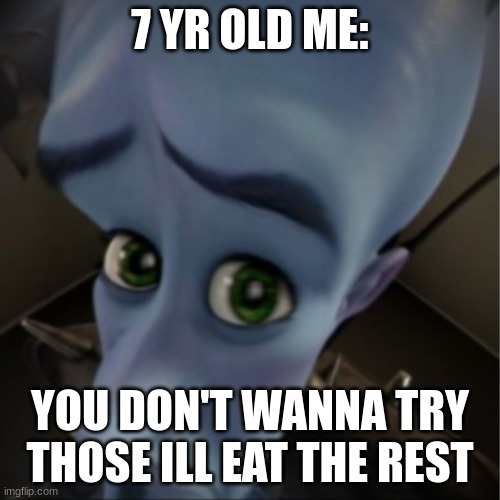 7 YR OLD ME:
YOU DON'T WANNA TRY
THOSE ILL EAT THE REST
imgflip.com